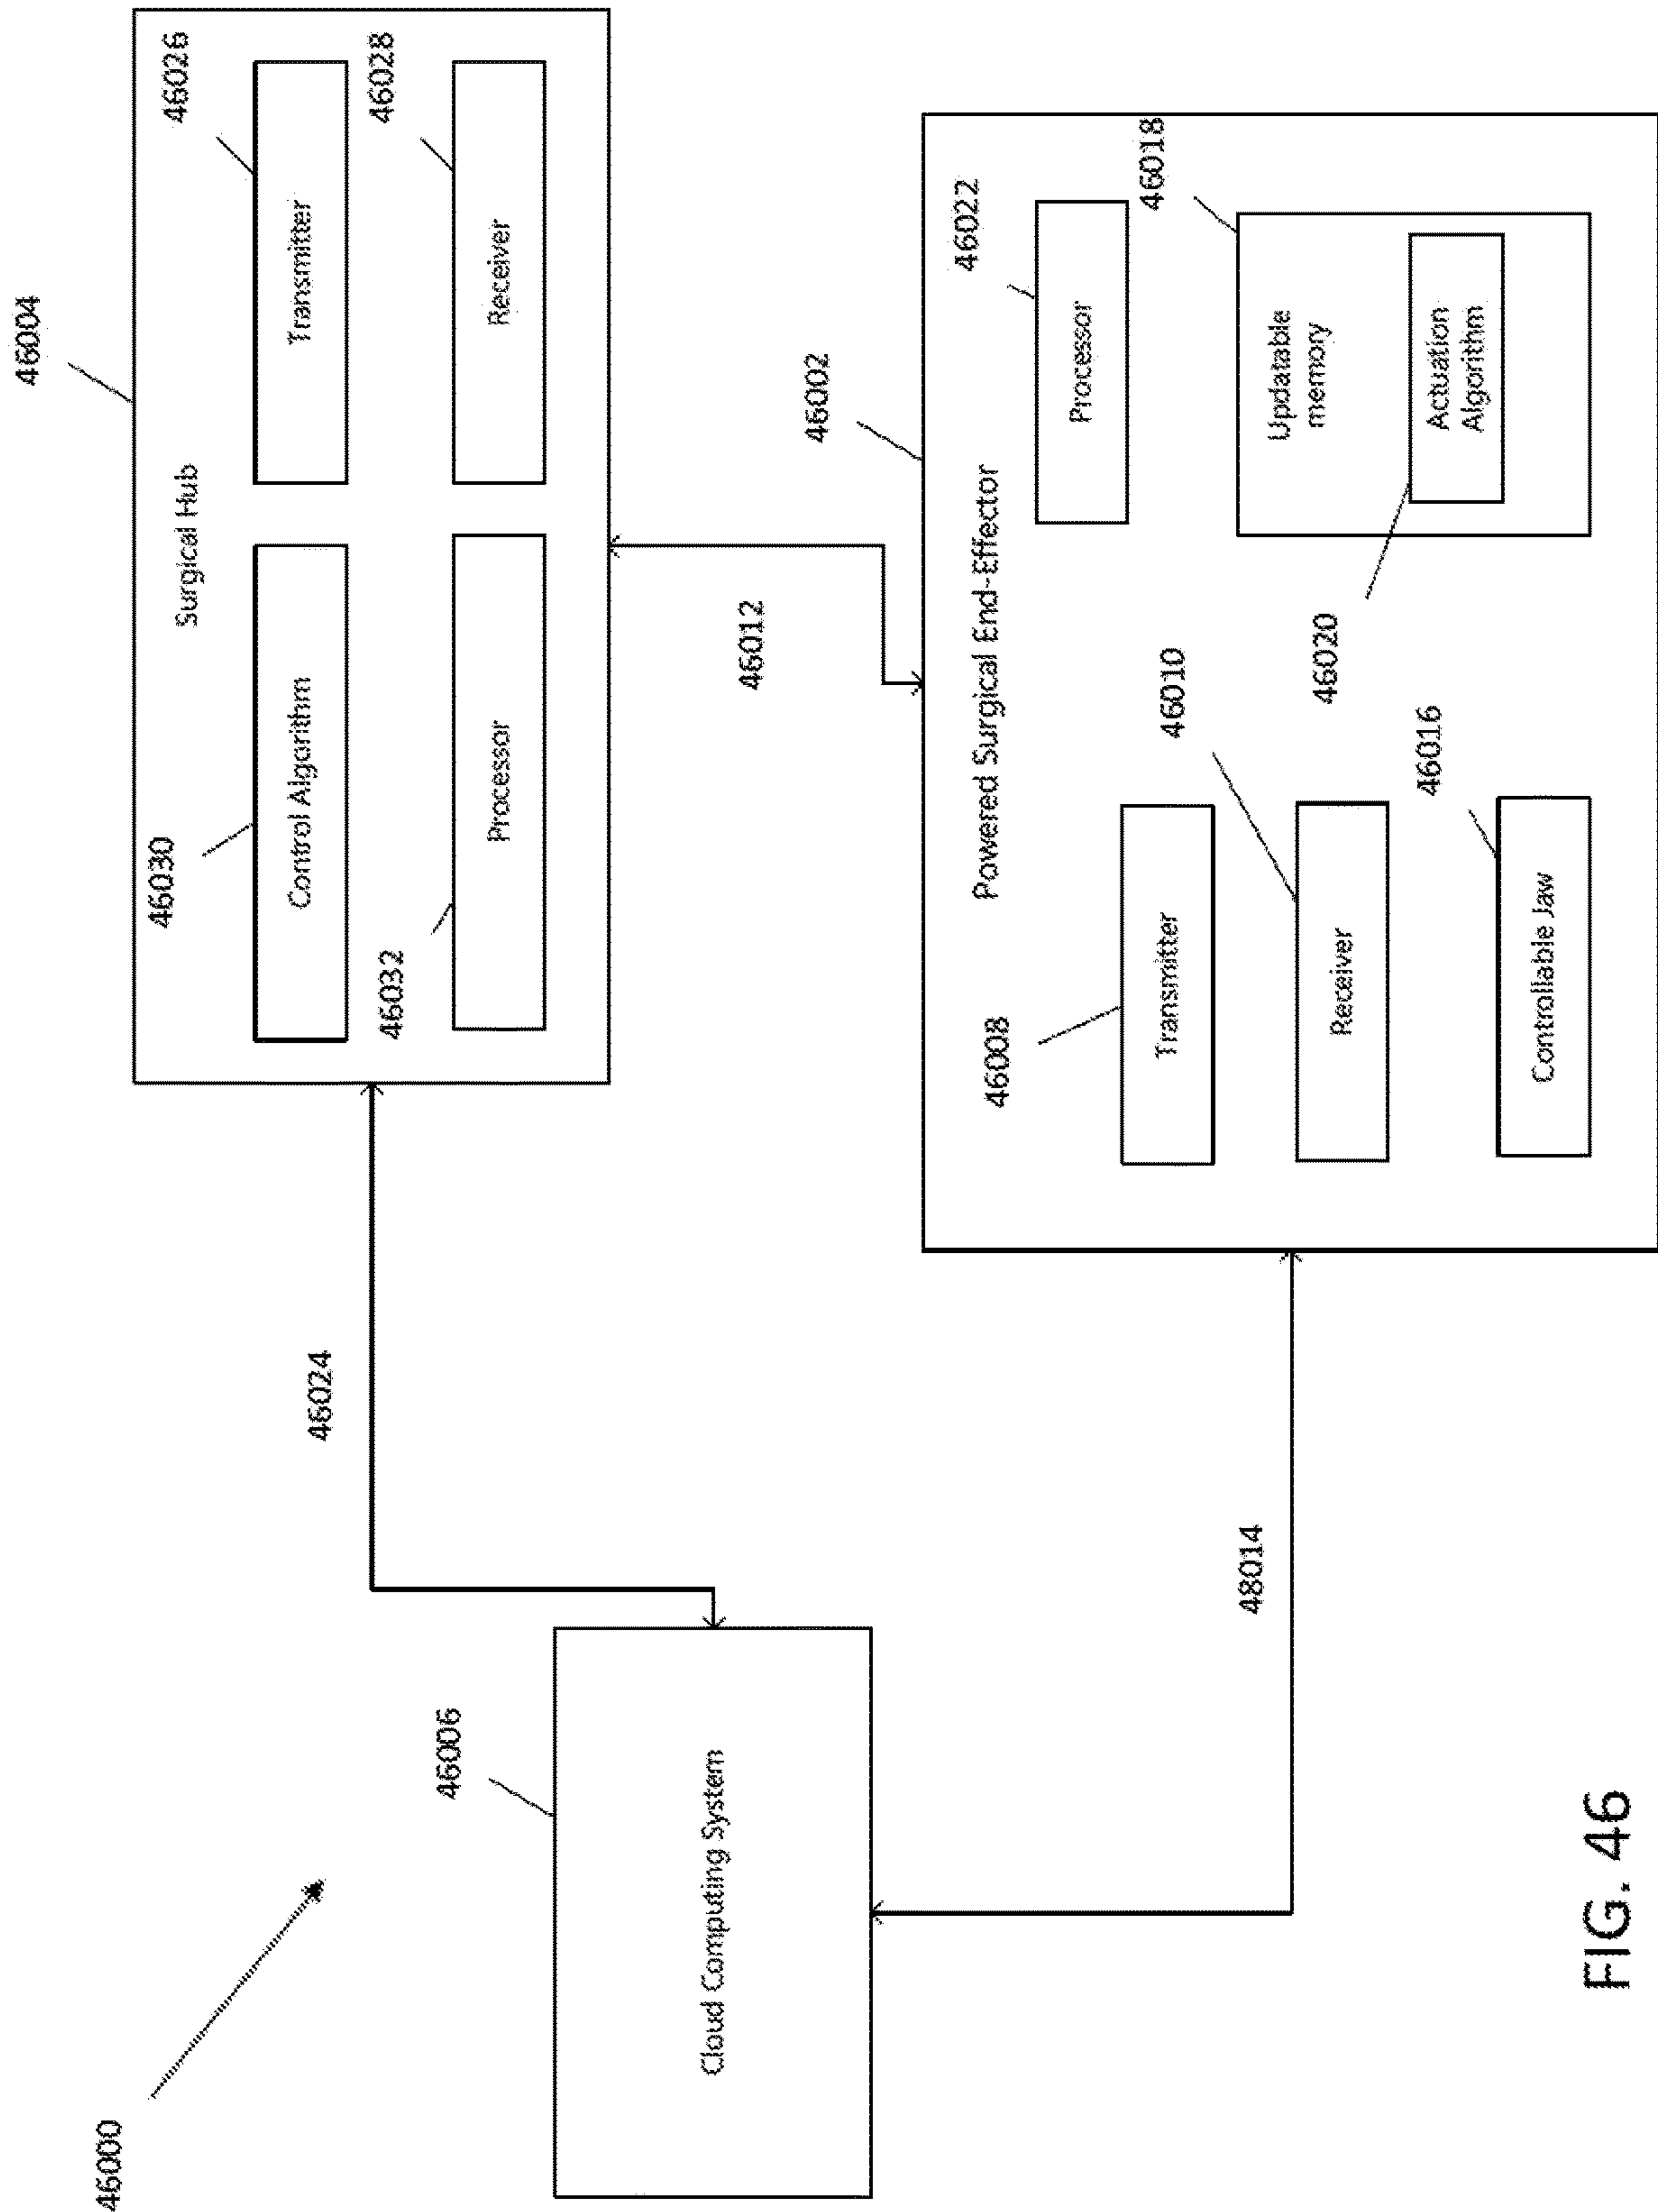 46000
46006
Cloud Computing System
46024
48014
46004
Surgical Hub
46030
Control Algorithm
46026
Transmitter
46032
Processor
46028
Receiver
46012
46002
Powered Surgical End-Effector
46008
Transmitter
46022
Processor
46010
Receiver
46018
Updatable
memory
46020
Actuation
Algorithm
46016
Controllable Jaw
FIG. 46